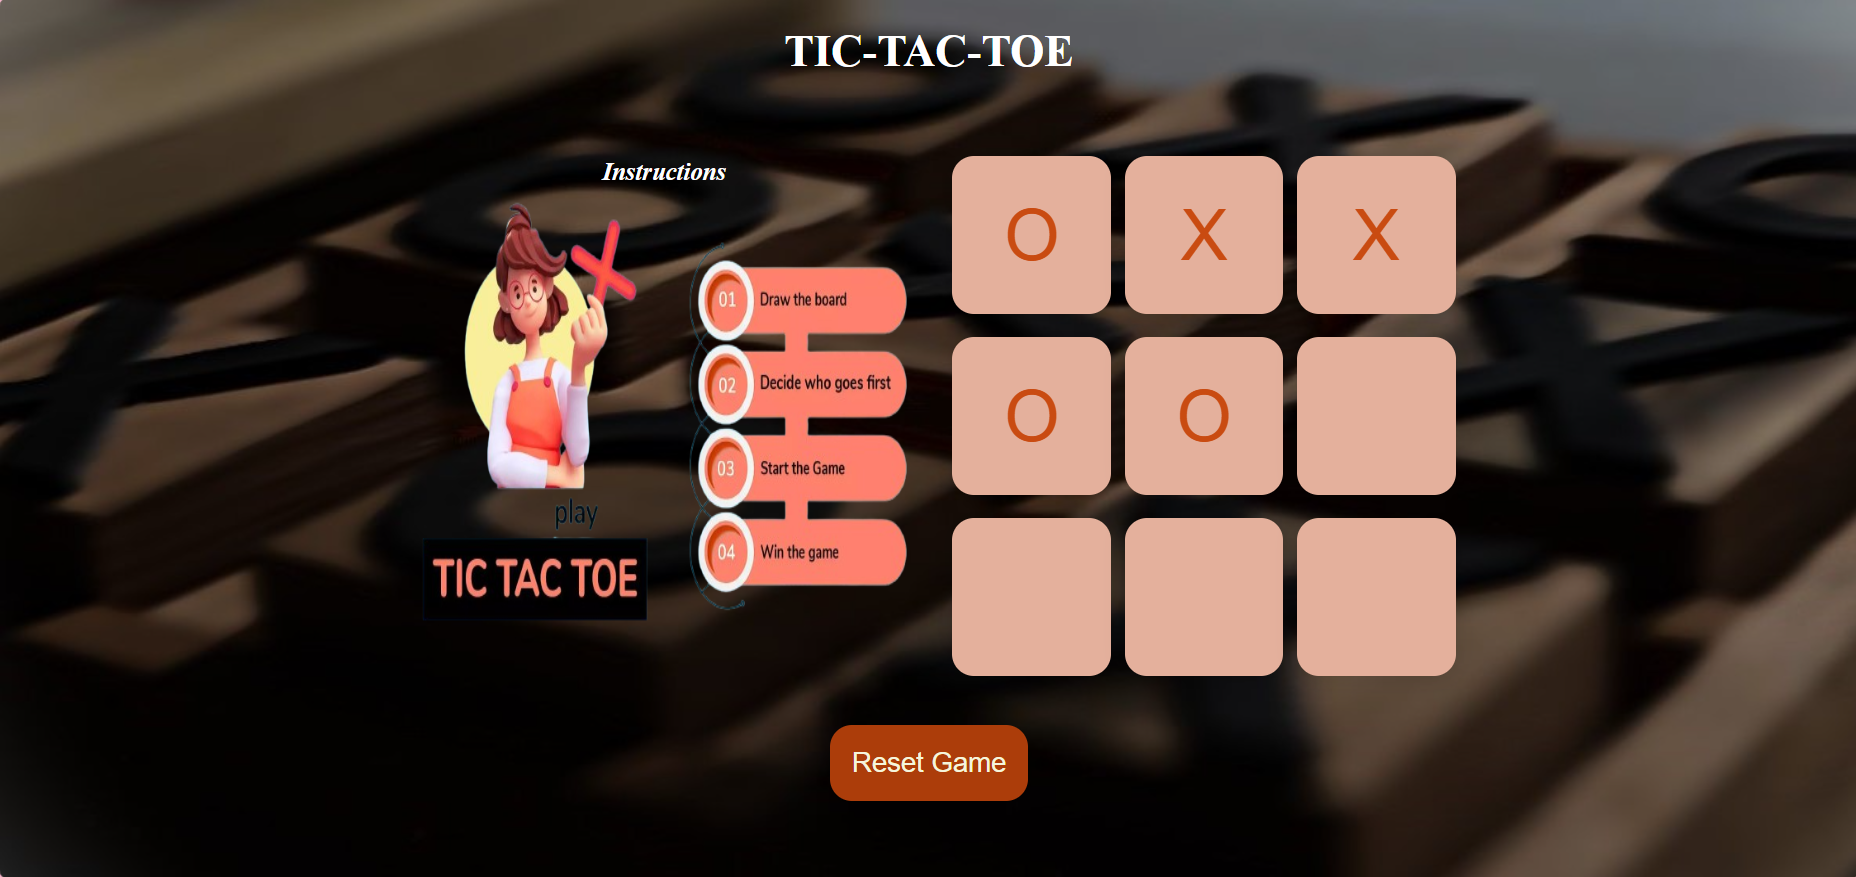 TIC-TAC-TOE
Instructions
play
TIC TAC TOE
01 Draw the board
02 Decide who goes first
03 Start the Game
04 Win the game
O X X
O O
Reset Game